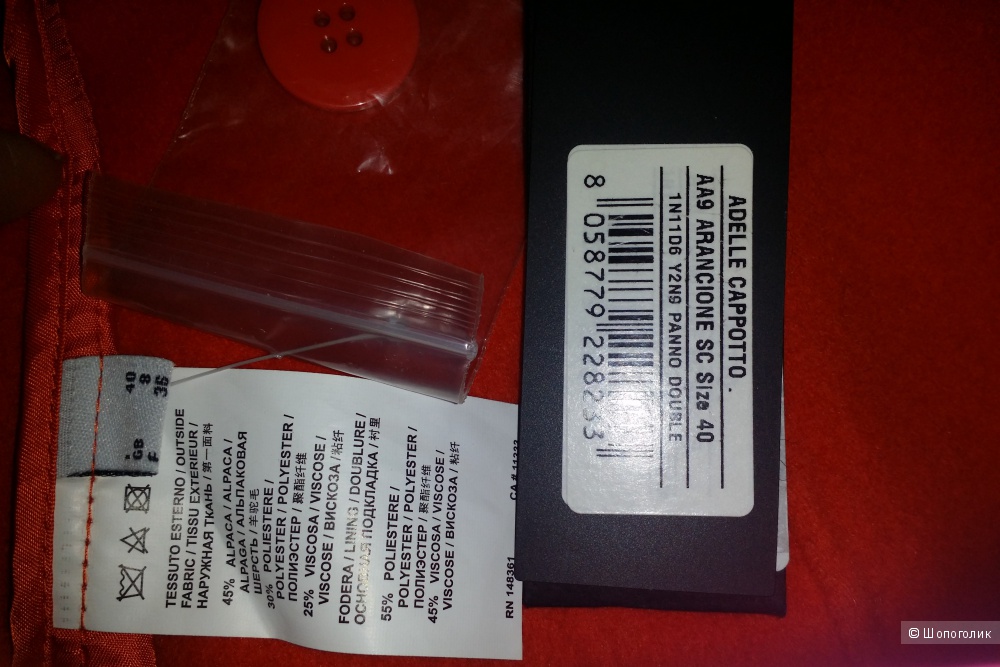 ADELLE CAPPOTTO .
AA9 ARANCIONE SC Size 40
1N11D6 Y2N9 PANNO DOUBLE
8 058779 228233
40
GB 8
F 36
TESSUTO ESTERNO / OUTSIDE
FABRIC / TISSU EXTERIEUR /
НАРУЖНАЯ ТКАНЬ / 第一面料
45% ALPACA / ALPACA /
ALPAGA / АЛЬПАКОВАЯ
ШЕРСТЬ / 羊驼毛
30% POLIESTERE /
POLYESTER / POLYESTER /
ПОЛИЭСТЕР / 聚酯纤维
25% VISCOSA / VISCOSE /
VISCOSE / ВИСКОЗА / 粘纤
FODERA / LINING / DOUBLURE /
ОСНОВНАЯ ПОДКЛАДКА / 衬里
55% POLIESTERE /
POLYESTER / POLYESTER /
ПОЛИЭСТЕР / 聚酯纤维
45% VISCOSA / VISCOSE /
VISCOSE / ВИСКОЗА / 粘纤
RN 148361
CA #
© Шопоголик